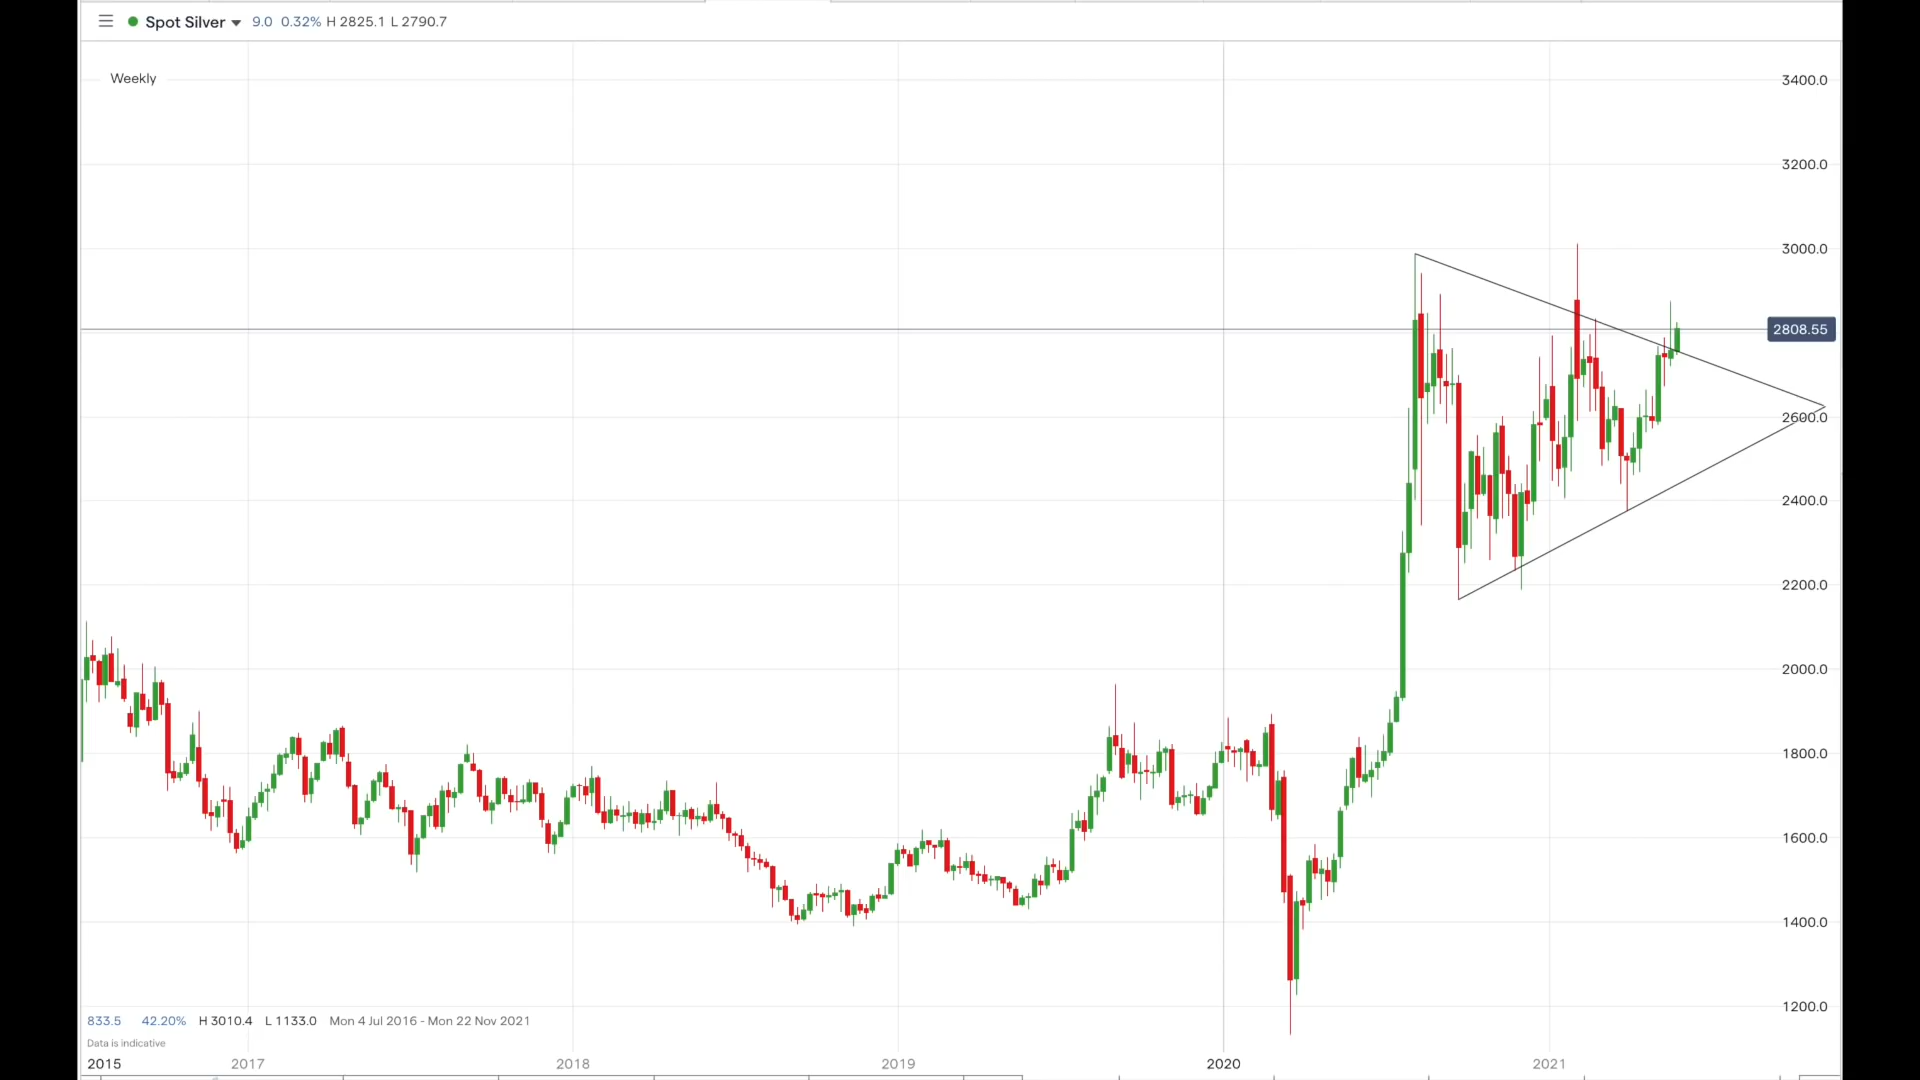 Spot Silver 9.0 0.32% H 2825.1 L 2790.7
Weekly
3400.0
3200.0
3000.0
2808.55
2600.0
2400.0
2200.0
2000.0
1800.0
1600.0
1400.0
1200.0
833.5 42.20% H 3010.4 L 1133.0 Mon 4 Jul 2016 - Mon 22 Nov 2021
Data is indicative
2015 2017 2018 2019 2020 2021